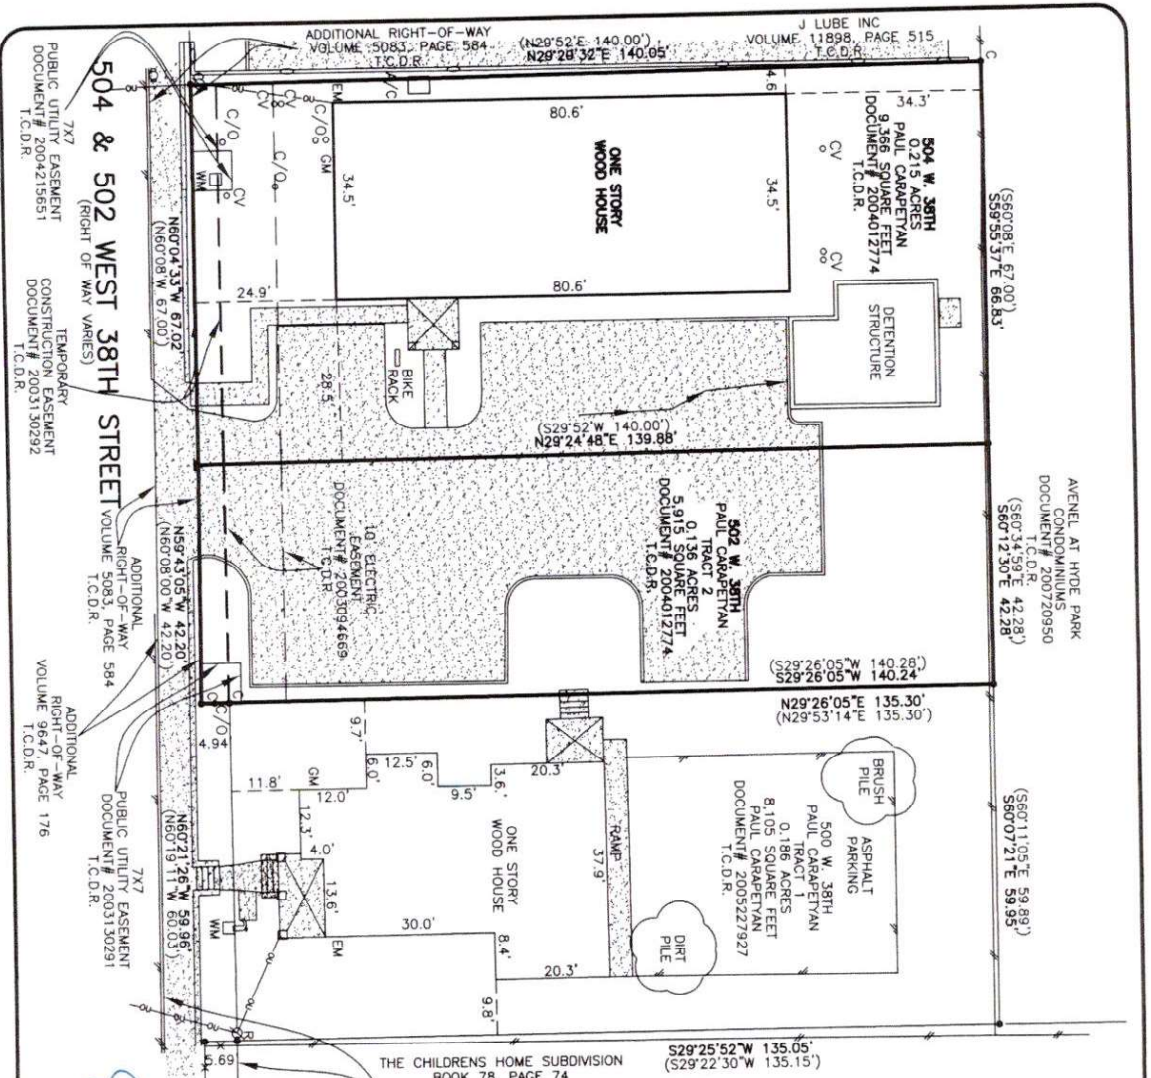 ADDITIONAL RIGHT-OF-WAY
VOLUME 5083, PAGE 584
T.C.D.R.
(N29°52'E 140.00')
N29°29'32"E 140.05'
J LUBE INC
VOLUME 11898, PAGE 515
T.C.D.R.
504 W. 38TH
0.215 ACRES
PAUL CARAPETYAN
9,366 SQUARE FEET
DOCUMENT# 2004012774
T.C.D.R.
34.3'
4.6
(S60°08'E 67.00')
S59°55'37"E 66.83'
CV
CV
DETENTION
STRUCTURE
80.6'
ONE STORY
WOOD HOUSE
34.5'
34.5'
80.6'
A/C
EM
GM
C/O
C/O
C/O
CV
CV
CV
WM
24.9'
BIKE
RACK
28.5'
(S29°52'W 140.00')
N29°24'48"E 139.88'
7X7
PUBLIC UTILITY EASEMENT
DOCUMENT# 2004215651
T.C.D.R.
504 & 502 WEST 38TH STREET
(RIGHT OF WAY VARIES)
N60°04'33"W 67.02'
(N60°08'W 67.00')
TEMPORARY
CONSTRUCTION EASEMENT
DOCUMENT# 2003130292
T.C.D.R.
AVENEL AT HYDE PARK
CONDOMINIUMS
DOCUMENT# 200720950
T.C.D.R.
(S60°34'59"E 42.28')
S60°12'30"E 42.28'
502 W. 38TH
PAUL CARAPETYAN
TRACT 2
0.136 ACRES
5,915 SQUARE FEET
DOCUMENT# 2004012774
T.C.D.R.
10' ELECTRIC
EASEMENT
DOCUMENT# 2003094669
T.C.D.R.
ADDITIONAL
RIGHT-OF-WAY
VOLUME 5083, PAGE 584
T.C.D.R.
N59°43'05"W 42.20'
(N60°08'00"W 42.20')
(S29°26'05"W 140.28')
S29°26'05"W 140.24'
N29°26'05"E 135.30'
(N29°53'14"E 135.30')
ADDITIONAL
RIGHT-OF-WAY
VOLUME 9647, PAGE 176
T.C.D.R.
7X7
PUBLIC UTILITY EASEMENT
DOCUMENT# 2003130291
T.C.D.R.
C/O
4.94
9.7'
6.0'
12.5'
6.0'
9.5'
3.6'
20.3'
11.8'
GM
12.0'
12.3'
4.0'
13.6'
EM
30.0'
8.4'
20.3'
9.8'
37.9'
RAMP
ONE STORY
WOOD HOUSE
BRUSH
PILE
ASPHALT
PARKING
500 W. 38TH
PAUL CARAPETYAN
TRACT 1
0.186 ACRES
8,105 SQUARE FEET
PAUL CARAPETYAN
DOCUMENT# 2005227927
T.C.D.R.
DIRT
PILE
(S60°11'05"E 59.89')
S60°07'21"E 59.95'
N60°21'26"W 59.96'
(N60°19'11"W 60.03')
WM
5.69'
S29°25'52"W 135.05'
(S29°22'30"W 135.15')
THE CHILDRENS HOME SUBDIVISION
BOOK 78, PAGE 74